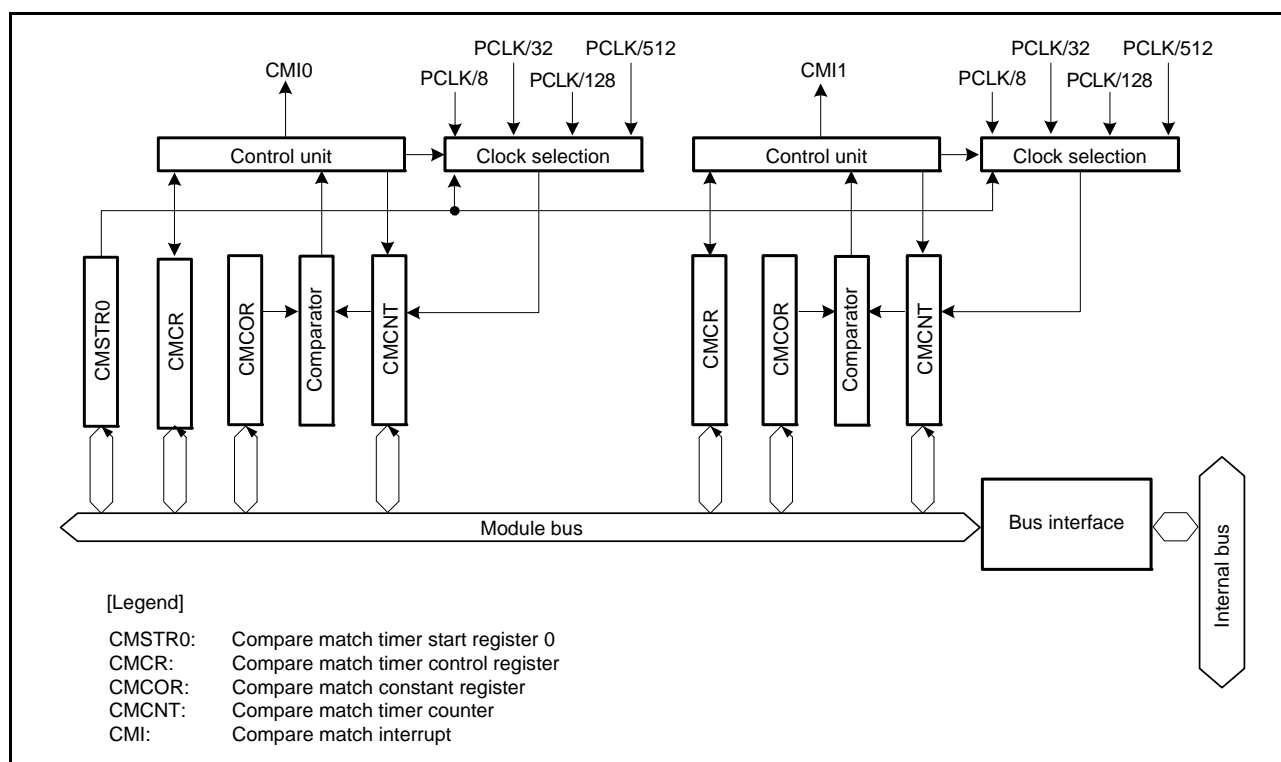 PCLK/32 PCLK/512 PCLK/32 PCLK/512
CMI0 PCLK/8 PCLK/128 CMI1 PCLK/8 PCLK/128
Control unit Clock selection Control unit Clock selection
CMSTR0 CMCR CMCOR Comparator CMCNT CMCR CMCOR Comparator CMCNT
Module bus Bus interface Internal bus
[Legend]
CMSTR0: Compare match timer start register 0
CMCR: Compare match timer control register
CMCOR: Compare match constant register
CMCNT: Compare match timer counter
CMI: Compare match interrupt